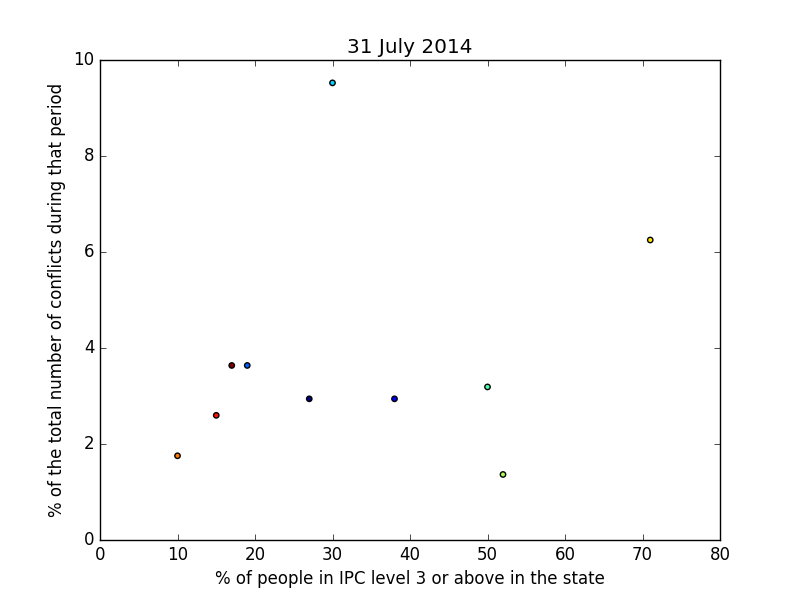 31 July 2014
% of the total number of conflicts during that period
10
8
6
4
2
0
0 10 20 30 40 50 60 70 80
% of people in IPC level 3 or above in the state